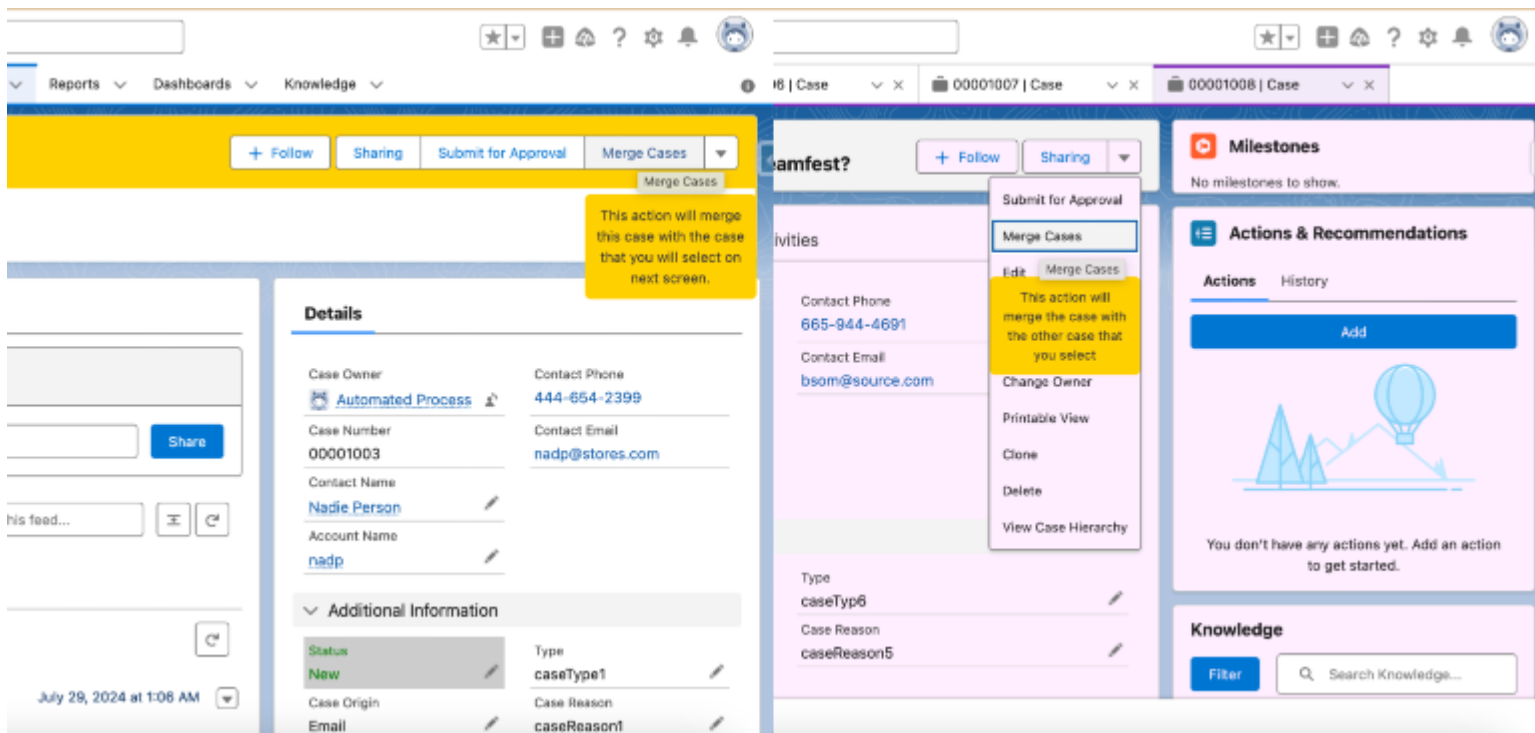 Reports
Dashboards
Knowledge
+ Follow
Sharing
Submit for Approval
Merge Cases
Merge Cases
This action will merge
this case with the case
that you will select on
next screen.
Share
his feed...
July 29, 2024 at 1:06 AM
Details
Case Owner
Automated Process
Contact Phone
444-654-2399
Case Number
00001003
Contact Email
nadp@stores.com
Contact Name
Nadie Person
Account Name
nadp
Additional Information
Status
New
Type
caseType1
Case Origin
Email
Case Reason
caseReason1
6 | Case
00001007 | Case
00001008 | Case
eamfest?
+ Follow
Sharing
Submit for Approval
Merge Cases
Edit
Merge Cases
This action will
merge the case with
the other case that
you select
Change Owner
Printable View
Clone
Delete
View Case Hierarchy
ivities
Contact Phone
665-944-4691
Contact Email
bsom@source.com
Type
caseTyp6
Case Reason
caseReason5
Milestones
No milestones to show.
Actions & Recommendations
Actions
History
Add
You don't have any actions yet. Add an action
to get started.
Knowledge
Filter
Search Knowledge...